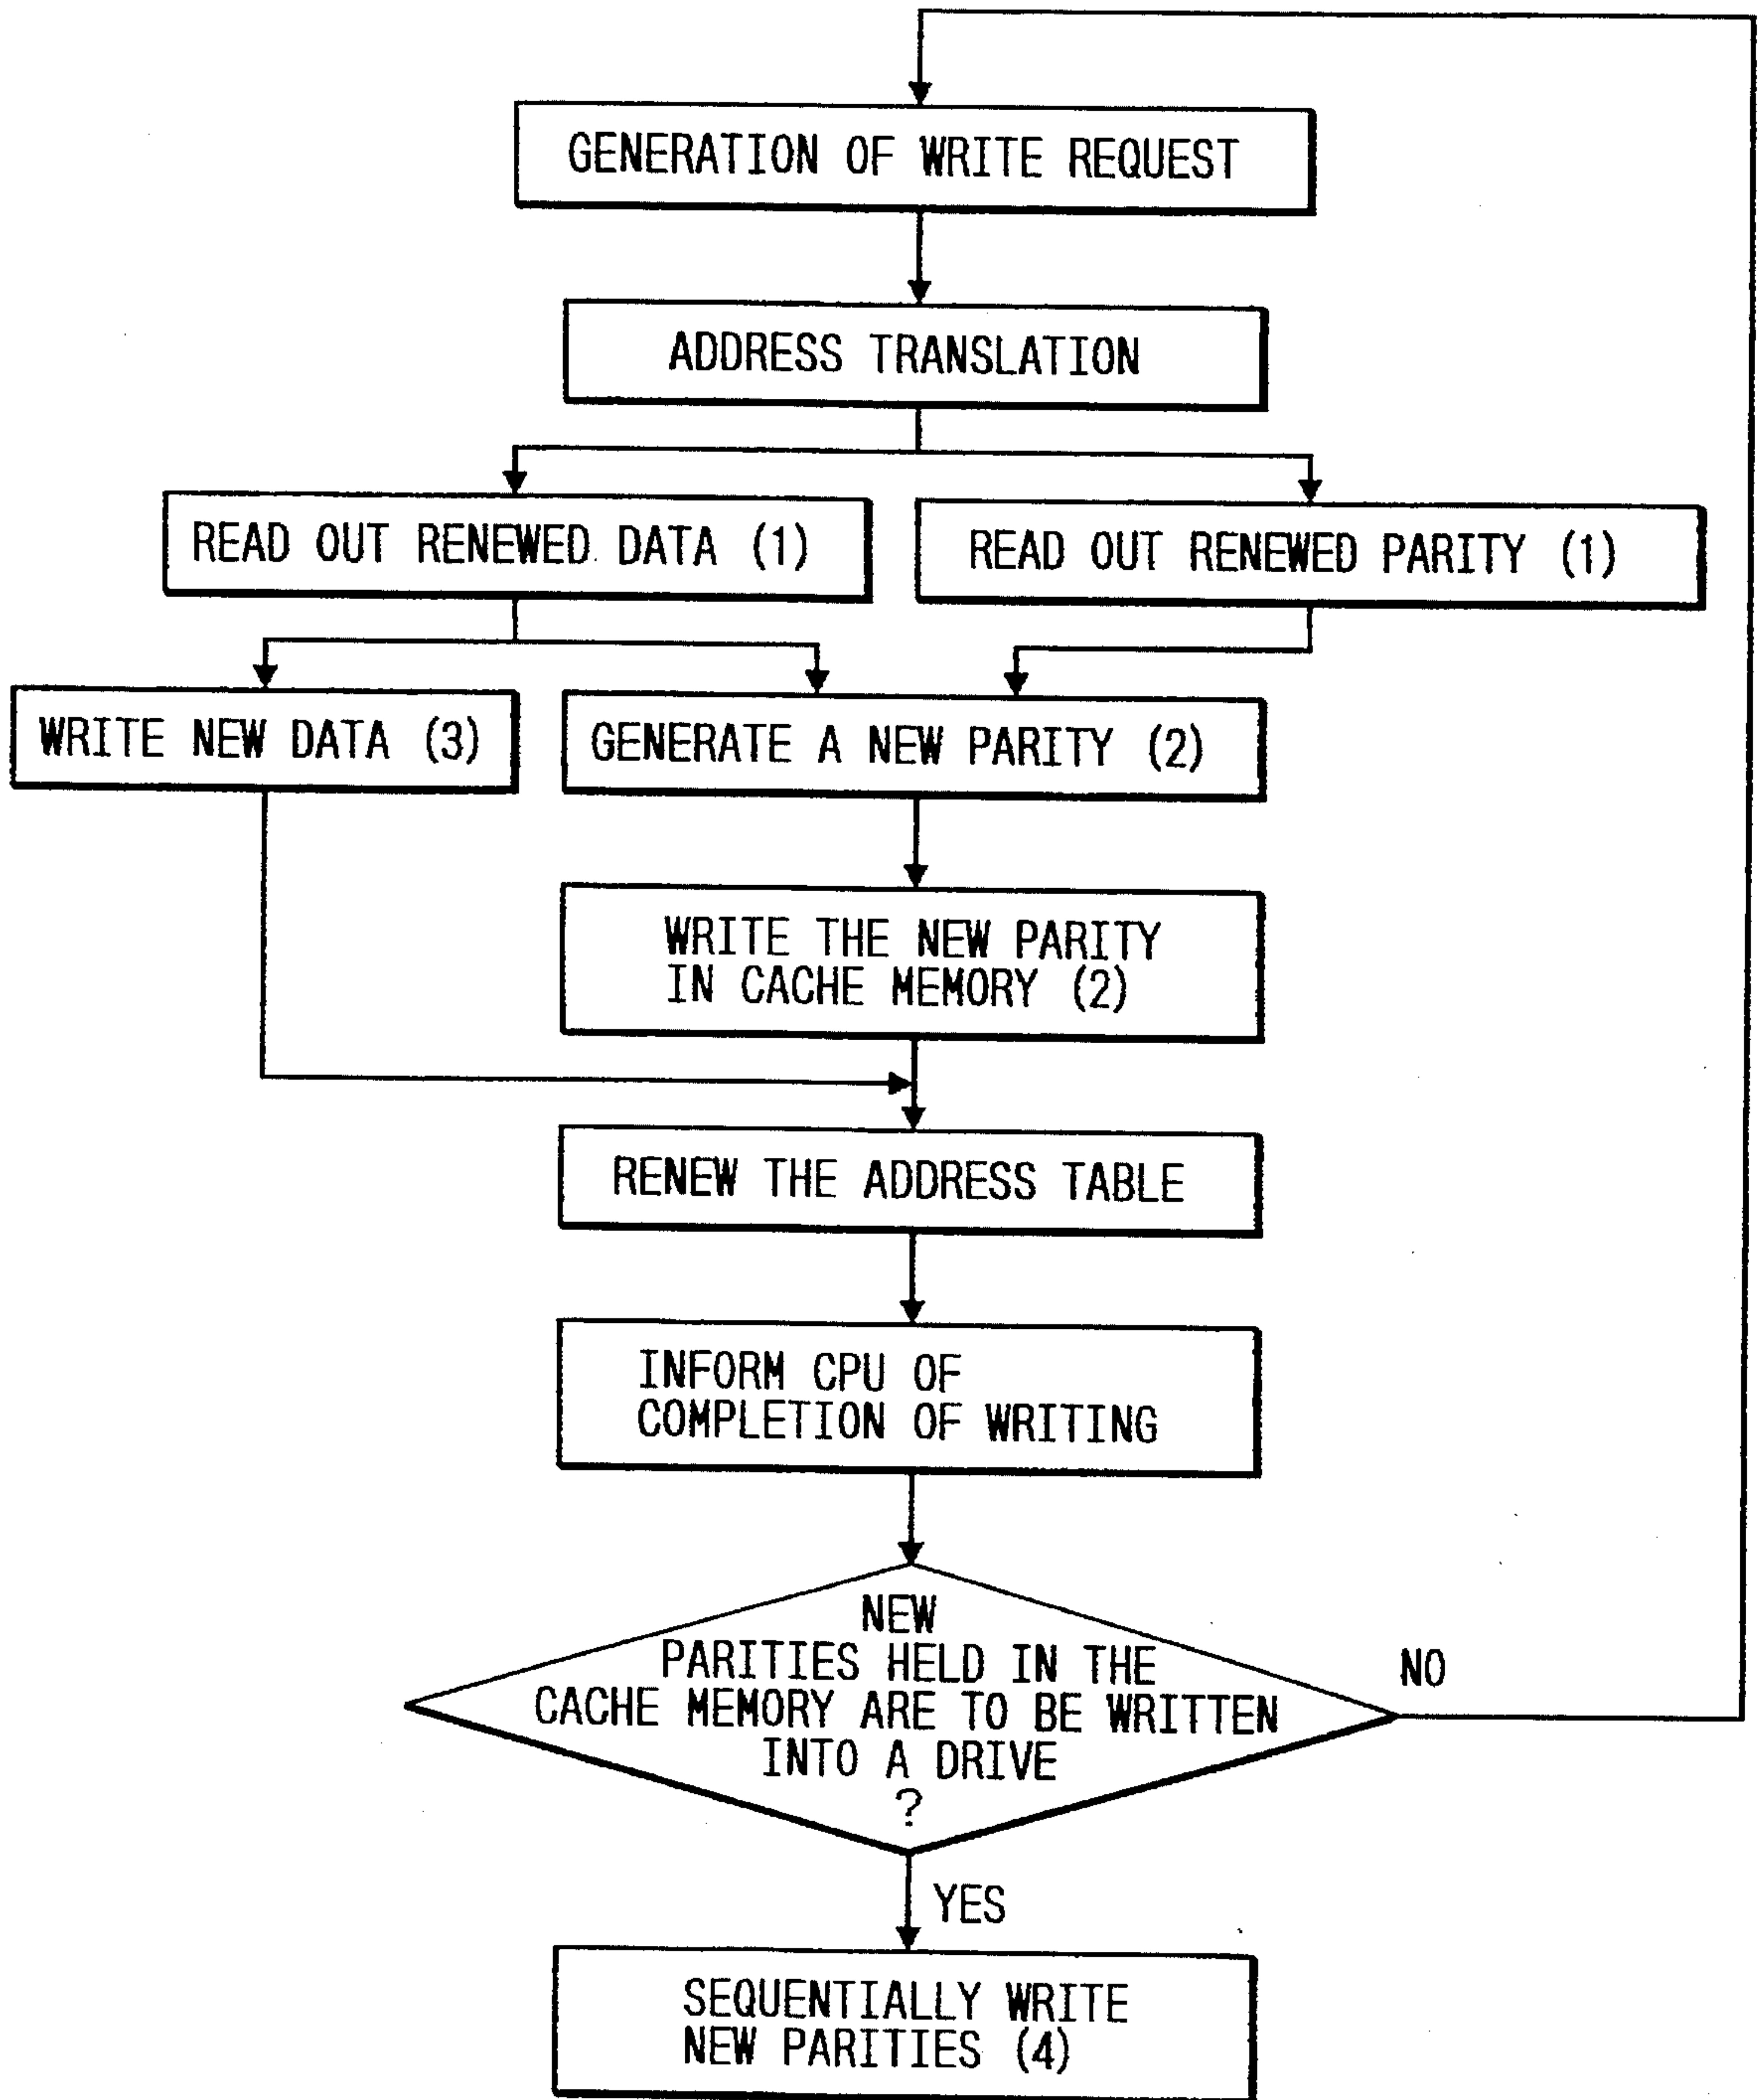 GENERATION OF WRITE REQUEST
ADDRESS TRANSLATION
READ OUT RENEWED DATA (1)
READ OUT RENEWED PARITY (1)
WRITE NEW DATA (3)
GENERATE A NEW PARITY (2)
WRITE THE NEW PARITY
IN CACHE MEMORY (2)
RENEW THE ADDRESS TABLE
INFORM CPU OF
COMPLETION OF WRITING
NEW
PARITIES HELD IN THE
CACHE MEMORY ARE TO BE WRITTEN
INTO A DRIVE
?
NO
YES
SEQUENTIALLY WRITE
NEW PARITIES (4)